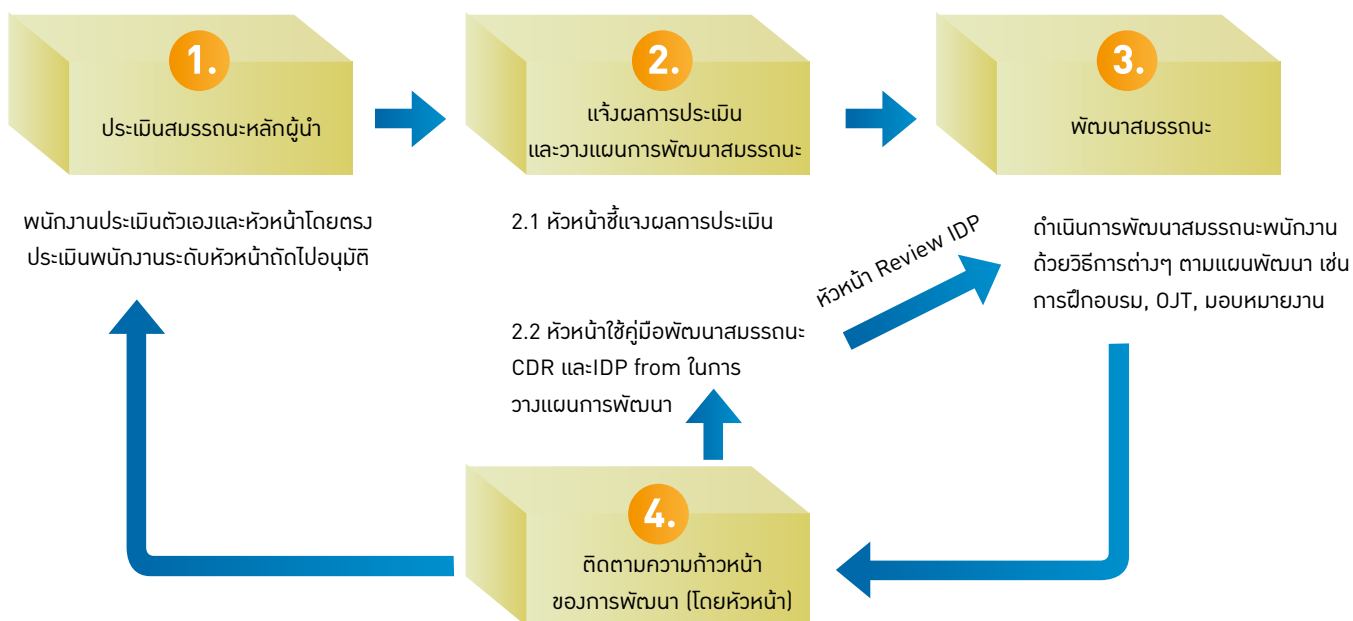 1.
ประเมินสมรรถนะหลักผู้นำ
พนักงานประเมินตัวเองและหัวหน้าโดยตรง
ประเมินพนักงานระดับหัวหน้าถัดไปอนุมัติ
2.
แจ้งผลการประเมิน
และวางแผนการพัฒนาสมรรถนะ
2.1 หัวหน้าชี้แจงผลการประเมิน
2.2 หัวหน้าใช้คู่มือพัฒนาสมรรถนะ
CDR และIDP from ในการ
วางแผนการพัฒนา
หัวหน้า Review IDP
3.
พัฒนาสมรรถนะ
ดำเนินการพัฒนาสมรรถนะพนักงาน
ด้วยวิธีการต่างๆ ตามแผนพัฒนา เช่น
การฝึกอบรม, OJT, มอบหมายงาน
4.
ติดตามความก้าวหน้า
ของการพัฒนา (โดยหัวหน้า)